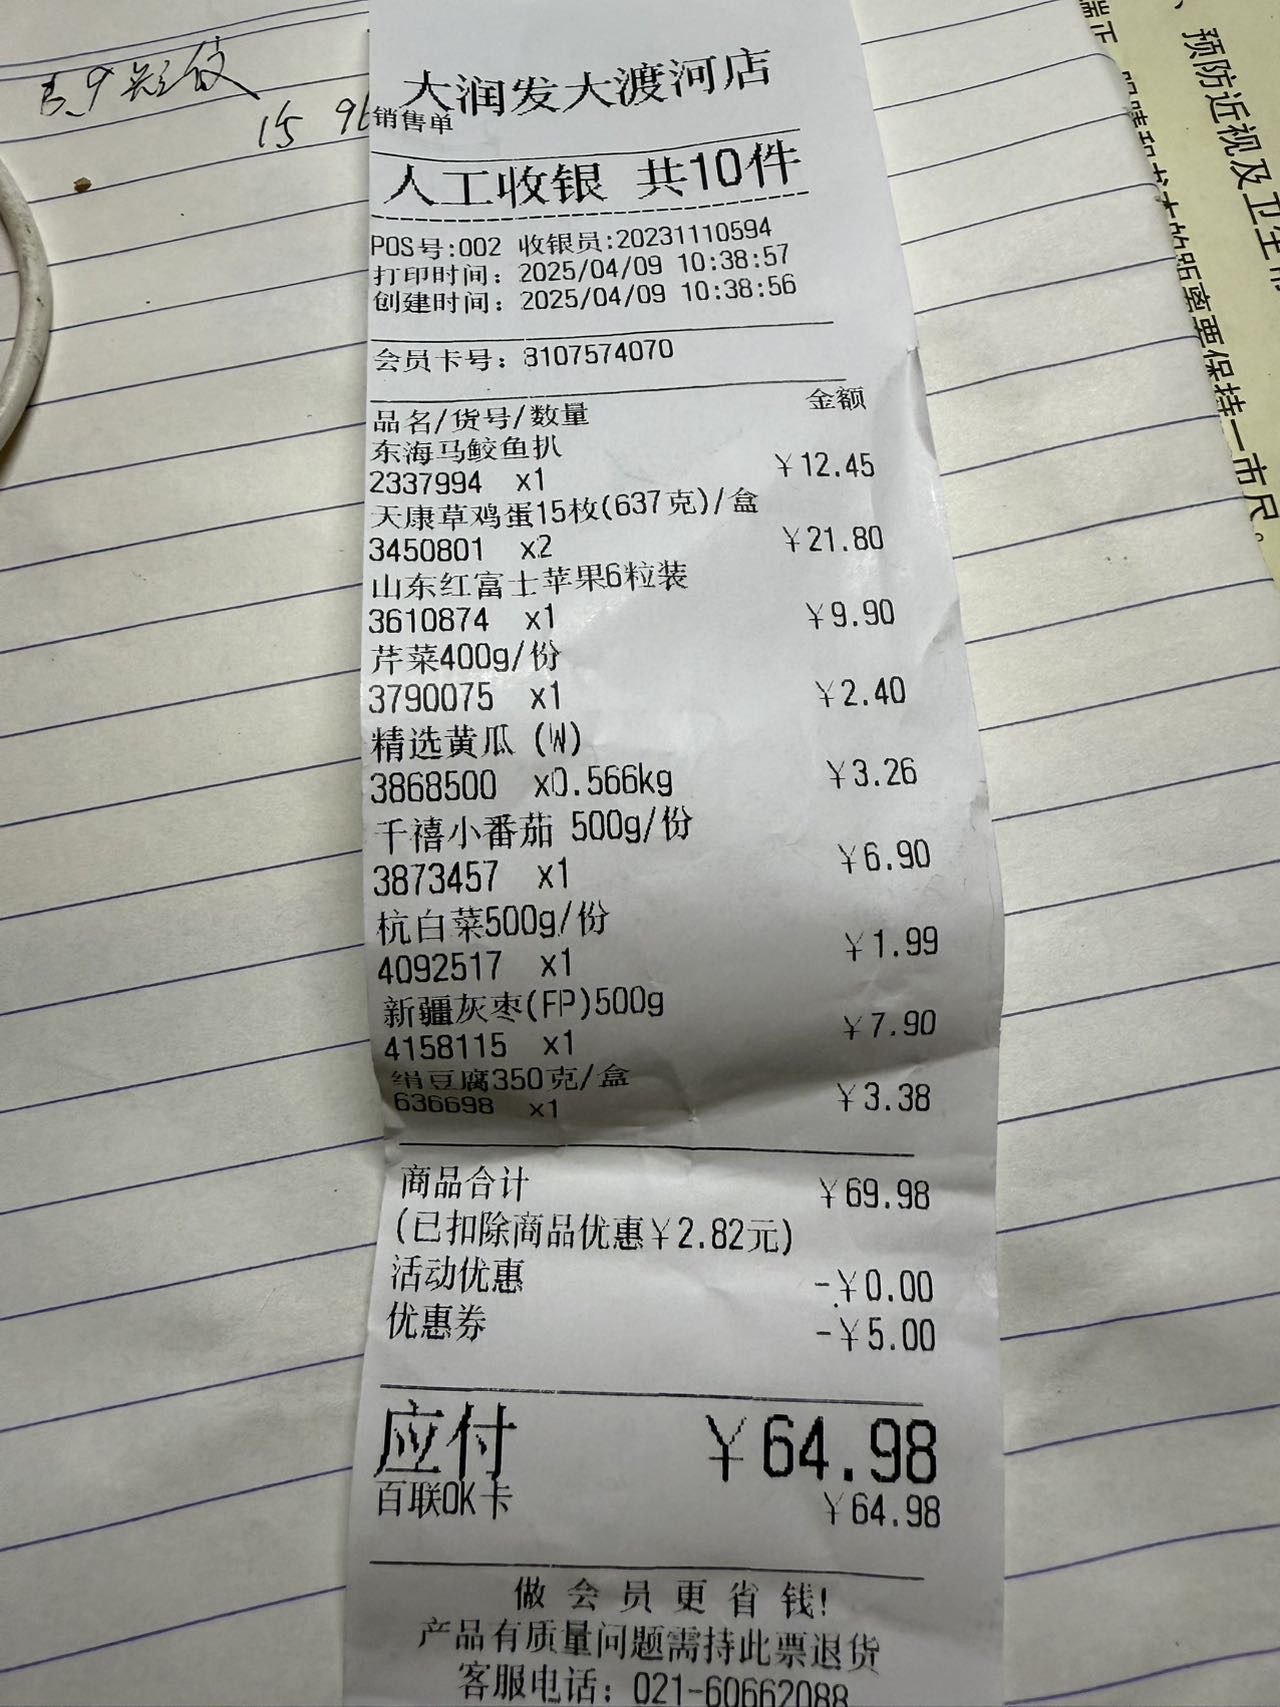 15 96
大润发大渡河店
销售单
人工收银 共10件
POS号:002 收银员:20231110594
打印时间: 2025/04/09 10:38:57
创建时间: 2025/04/09 10:38:56
会员卡号: 3107574070
品名/货号/数量 金额
东海马鲛鱼扒
2337994 x1 ¥12.45
天康草鸡蛋15枚(637克)/盒
3450801 x2 ¥21.80
山东红富士苹果6粒装
3610874 x1 ¥9.90
芹菜400g/份
3790075 x1 ¥2.40
精选黄瓜(W)
3868500 x0.566kg ¥3.26
千禧小番茄 500g/份
3873457 x1 ¥6.90
杭白菜500g/份
4092517 x1 ¥1.99
新疆灰枣(FP)500g
4158115 x1 ¥7.90
绢豆腐350克/盒
636698 x1 ¥3.38
商品合计 ¥69.98
(已扣除商品优惠¥2.82元)
活动优惠 -¥0.00
优惠券 -¥5.00
应付 ¥64.98
百联OK卡 ¥64.98
做会员更省钱!
产品有质量问题需持此票退货
客服电话: 021-60662088
、预防近视及卫生
端正
要保持一市尺。